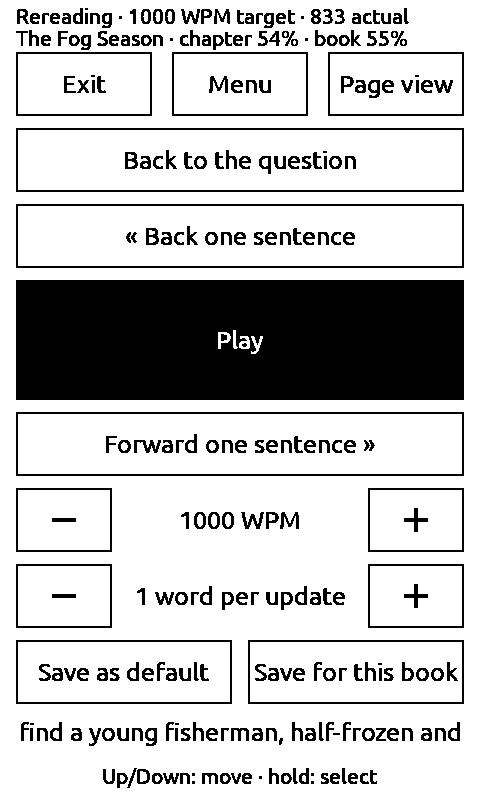 Rereading · 1000 WPM target · 833 actual
The Fog Season · chapter 54% · book 55%
Exit Menu Page view
Back to the question
« Back one sentence
Play
Forward one sentence »
− 1000 WPM +
− 1 word per update +
Save as default Save for this book
find a young fisherman, half-frozen and
Up/Down: move · hold: select